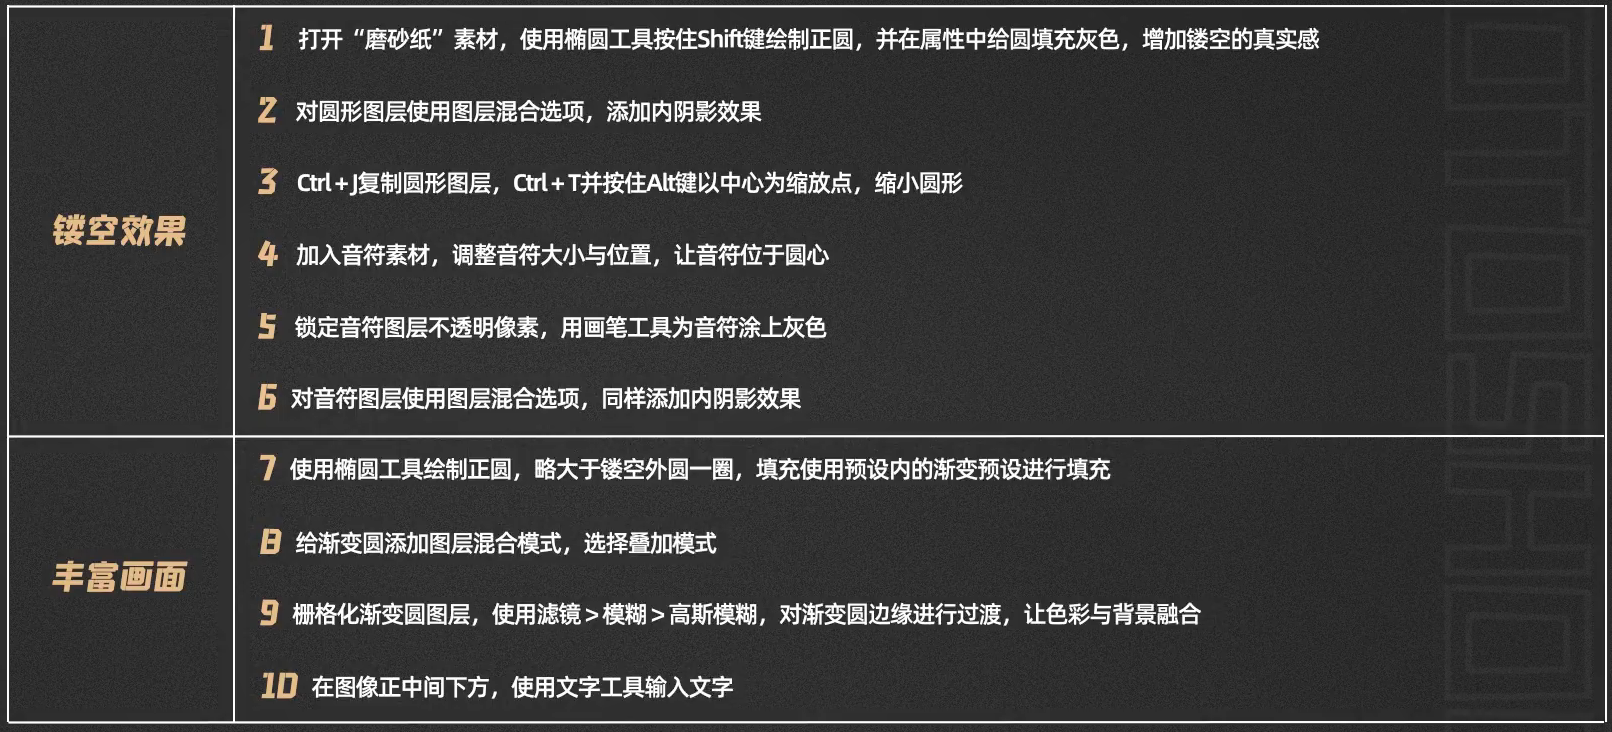 镂空效果
1 打开“磨砂纸”素材，使用椭圆工具按住Shift键绘制正圆，并在属性中给圆填充灰色，增加镂空的真实感
2 对圆形图层使用图层混合选项，添加内阴影效果
3 Ctrl+J复制圆形图层，Ctrl+T并按住Alt键以中心为缩放点，缩小圆形
4 加入音符素材，调整音符大小与位置，让音符位于圆心
5 锁定音符图层不透明像素，用画笔工具为音符涂上灰色
6 对音符图层使用图层混合选项，同样添加内阴影效果
丰富画面
7 使用椭圆工具绘制正圆，略大于镂空外圆一圈，填充使用预设内的渐变预设进行填充
8 给渐变圆添加图层混合模式，选择叠加模式
9 栅格化渐变圆图层，使用滤镜>模糊>高斯模糊，对渐变圆边缘进行过渡，让色彩与背景融合
10 在图像正中间下方，使用文字工具输入文字